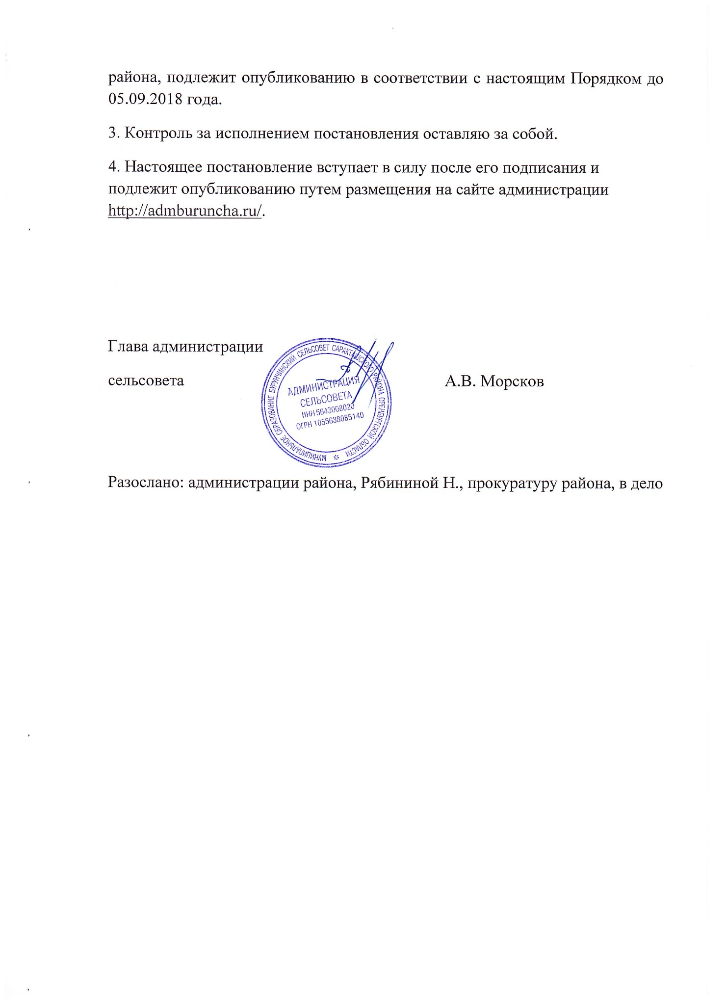 района, подлежит опубликованию в соответствии с настоящим Порядком до
05.09.2018 года.
3. Контроль за исполнением постановления оставляю за собой.
4. Настоящее постановление вступает в силу после его подписания и
подлежит опубликованию путем размещения на сайте администрации
http://admburuncha.ru/.
Глава администрации
сельсовета
А.В. Морсков
МУНИЦИПАЛЬНОЕ ОБРАЗОВАНИЕ БУРУНЧИНСКИЙ СЕЛЬСОВЕТ САРАКТАШСКОГО РАЙОНА ОРЕНБУРГСКОЙ ОБЛАСТИ
АДМИНИСТРАЦИЯ
СЕЛЬСОВЕТА
ИНН 5643008020
ОГРН 1055638085140
Разослано: администрации района, Рябининой Н., прокуратуру района, в дело